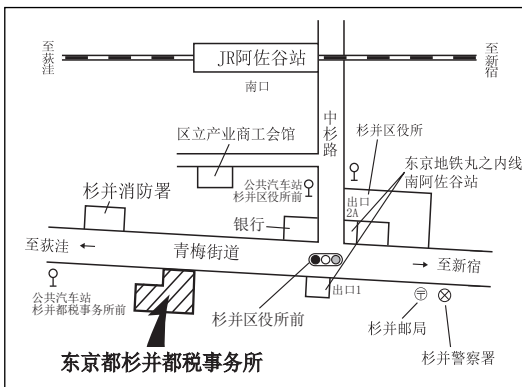 至荻洼
JR阿佐谷站
至新宿
南口
中杉路
区立产业商工会馆
杉并区役所
东京地铁丸之内线
南阿佐谷站
公共汽车站
杉并区役所前
杉并消防署
出口
2A
银行
至荻洼
青梅街道
至新宿
公共汽车站
杉并都税事务所前
出口1
杉并区役所前
杉并邮局
杉并警察署
东京都杉并都税事务所